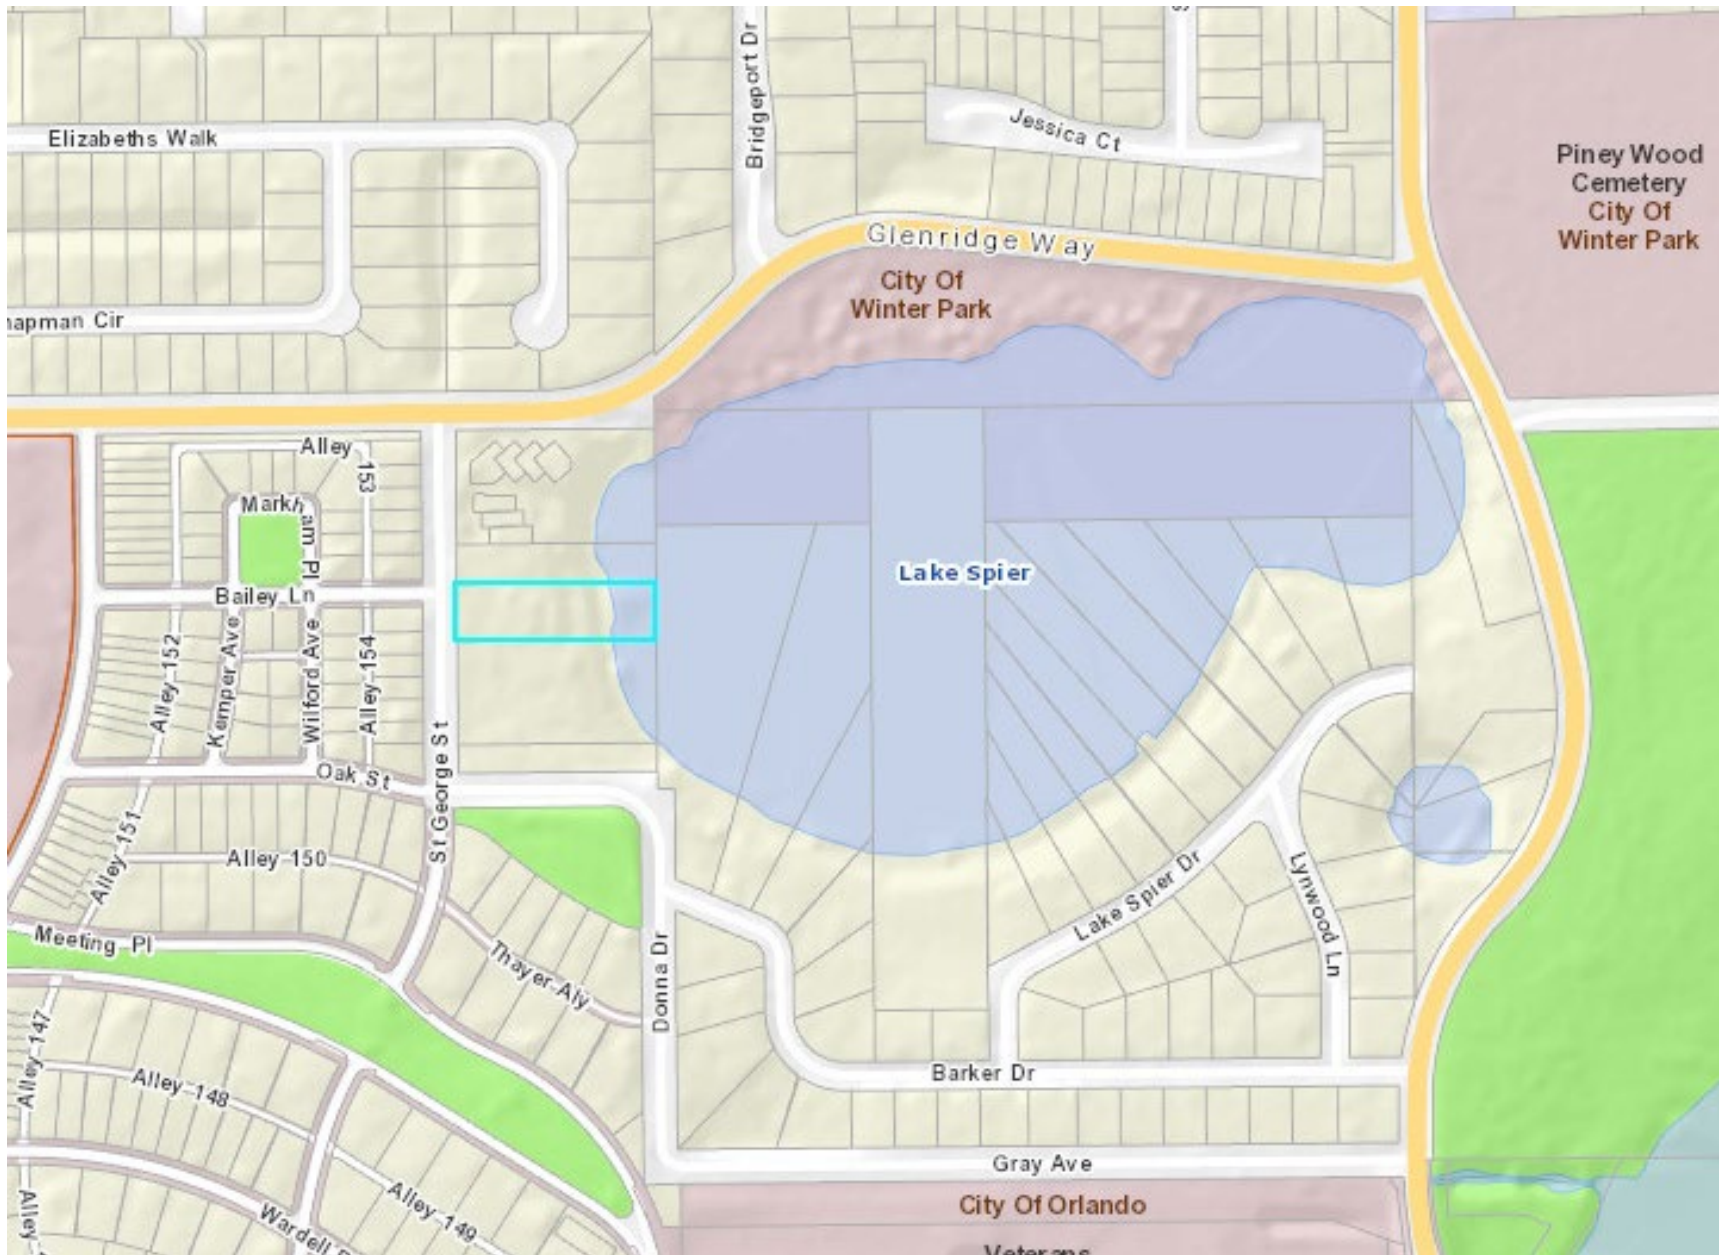 Bridgeport Dr
Jessica Ct
Elizabeths Walk
Piney Wood
Cemetery
City Of
Winter Park
Glenridge Way
City Of
Winter Park
hapman Cir
Alley 153
Markham Pl
Lake Spier
Bailey Ln
Alley 152
Kemper Ave
Wilford Ave
Alley 154
St George St
Oak St
Alley 151
Alley 150
Lake Spier Dr
Lynwood Ln
Meeting Pl
Thayer Aly
Donna Dr
Alley 147
Alley 148
Barker Dr
Gray Ave
Alley 149
Alley
Wardell
City Of Orlando
Veterans